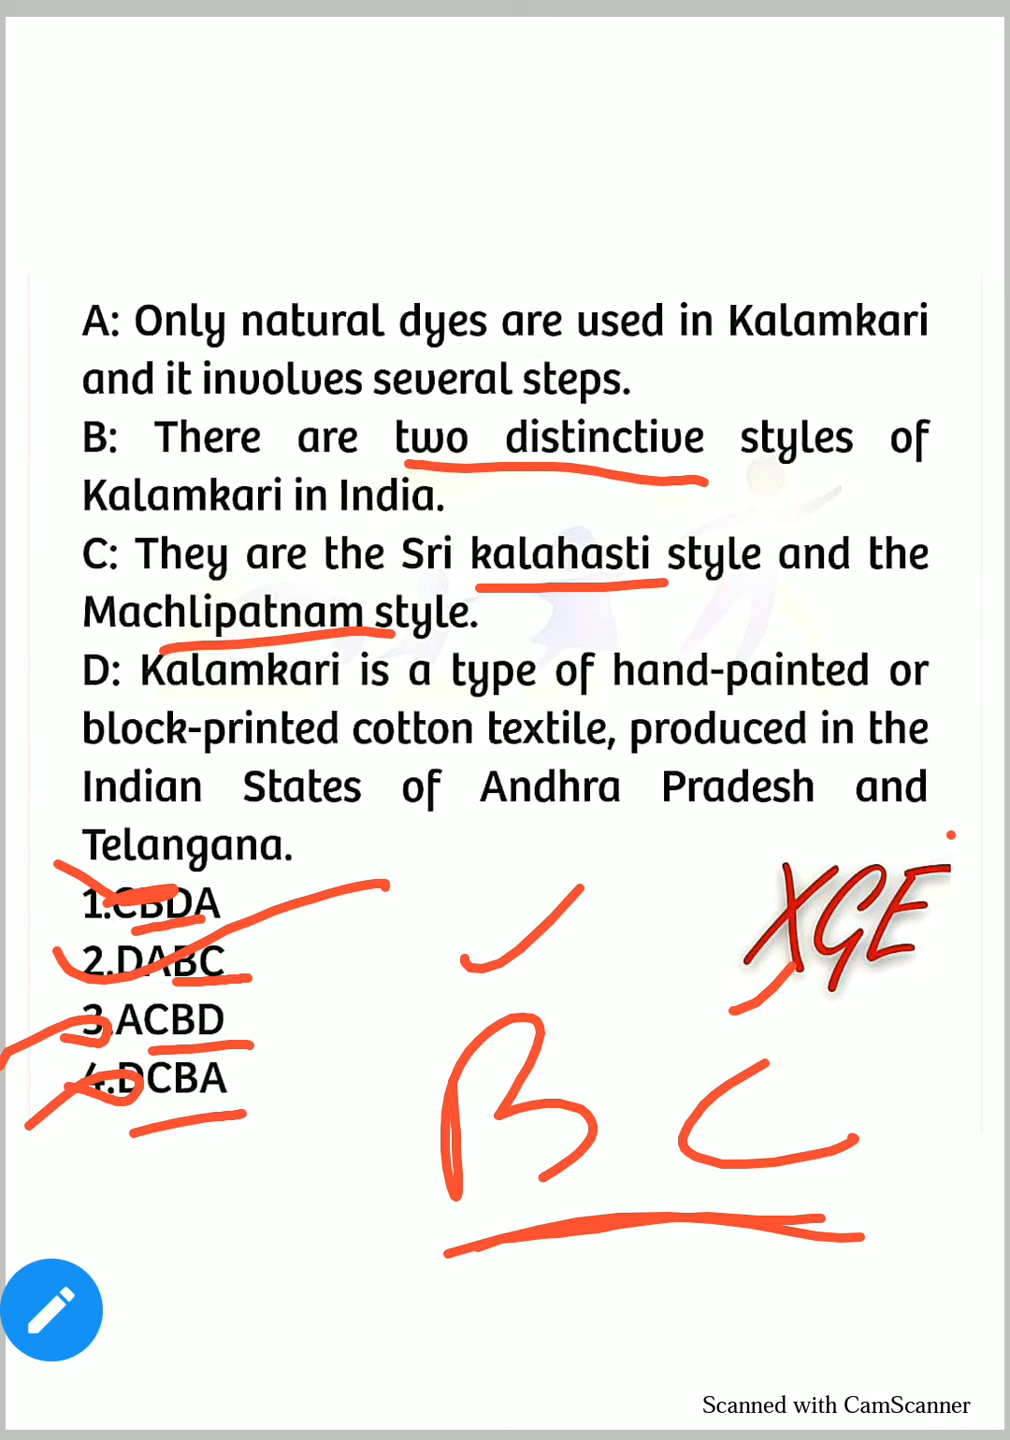 A: Only natural dyes are used in Kalamkari
and it involves several steps.
B: There are two distinctive styles of
Kalamkari in India.
C: They are the Sri kalahasti style and the
Machlipatnam style.
D: Kalamkari is a type of hand-painted or
block-printed cotton textile, produced in the
Indian States of Andhra Pradesh and
Telangana.
1.CBDA
2.DABC
3.ACBD
4.DCBA
XGE
B C
Scanned with CamScanner